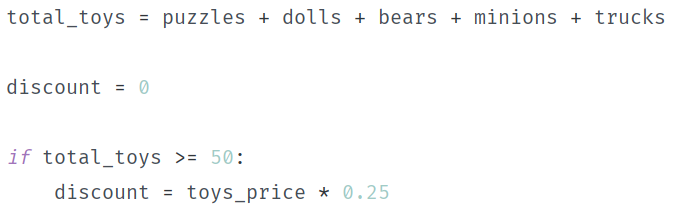 total_toys = puzzles + dolls + bears + minions + trucks
discount = 0
if total_toys >= 50:
    discount = toys_price * 0.25